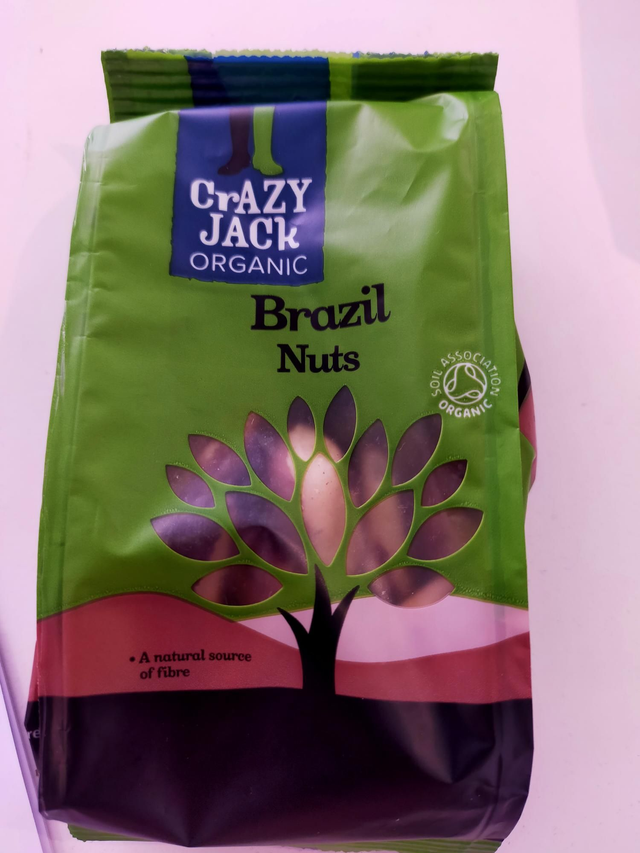 CrAZY
JACk
ORGANIC
Brazil
Nuts
SOIL ASSOCIATION
ORGANIC
• A natural source
of fibre